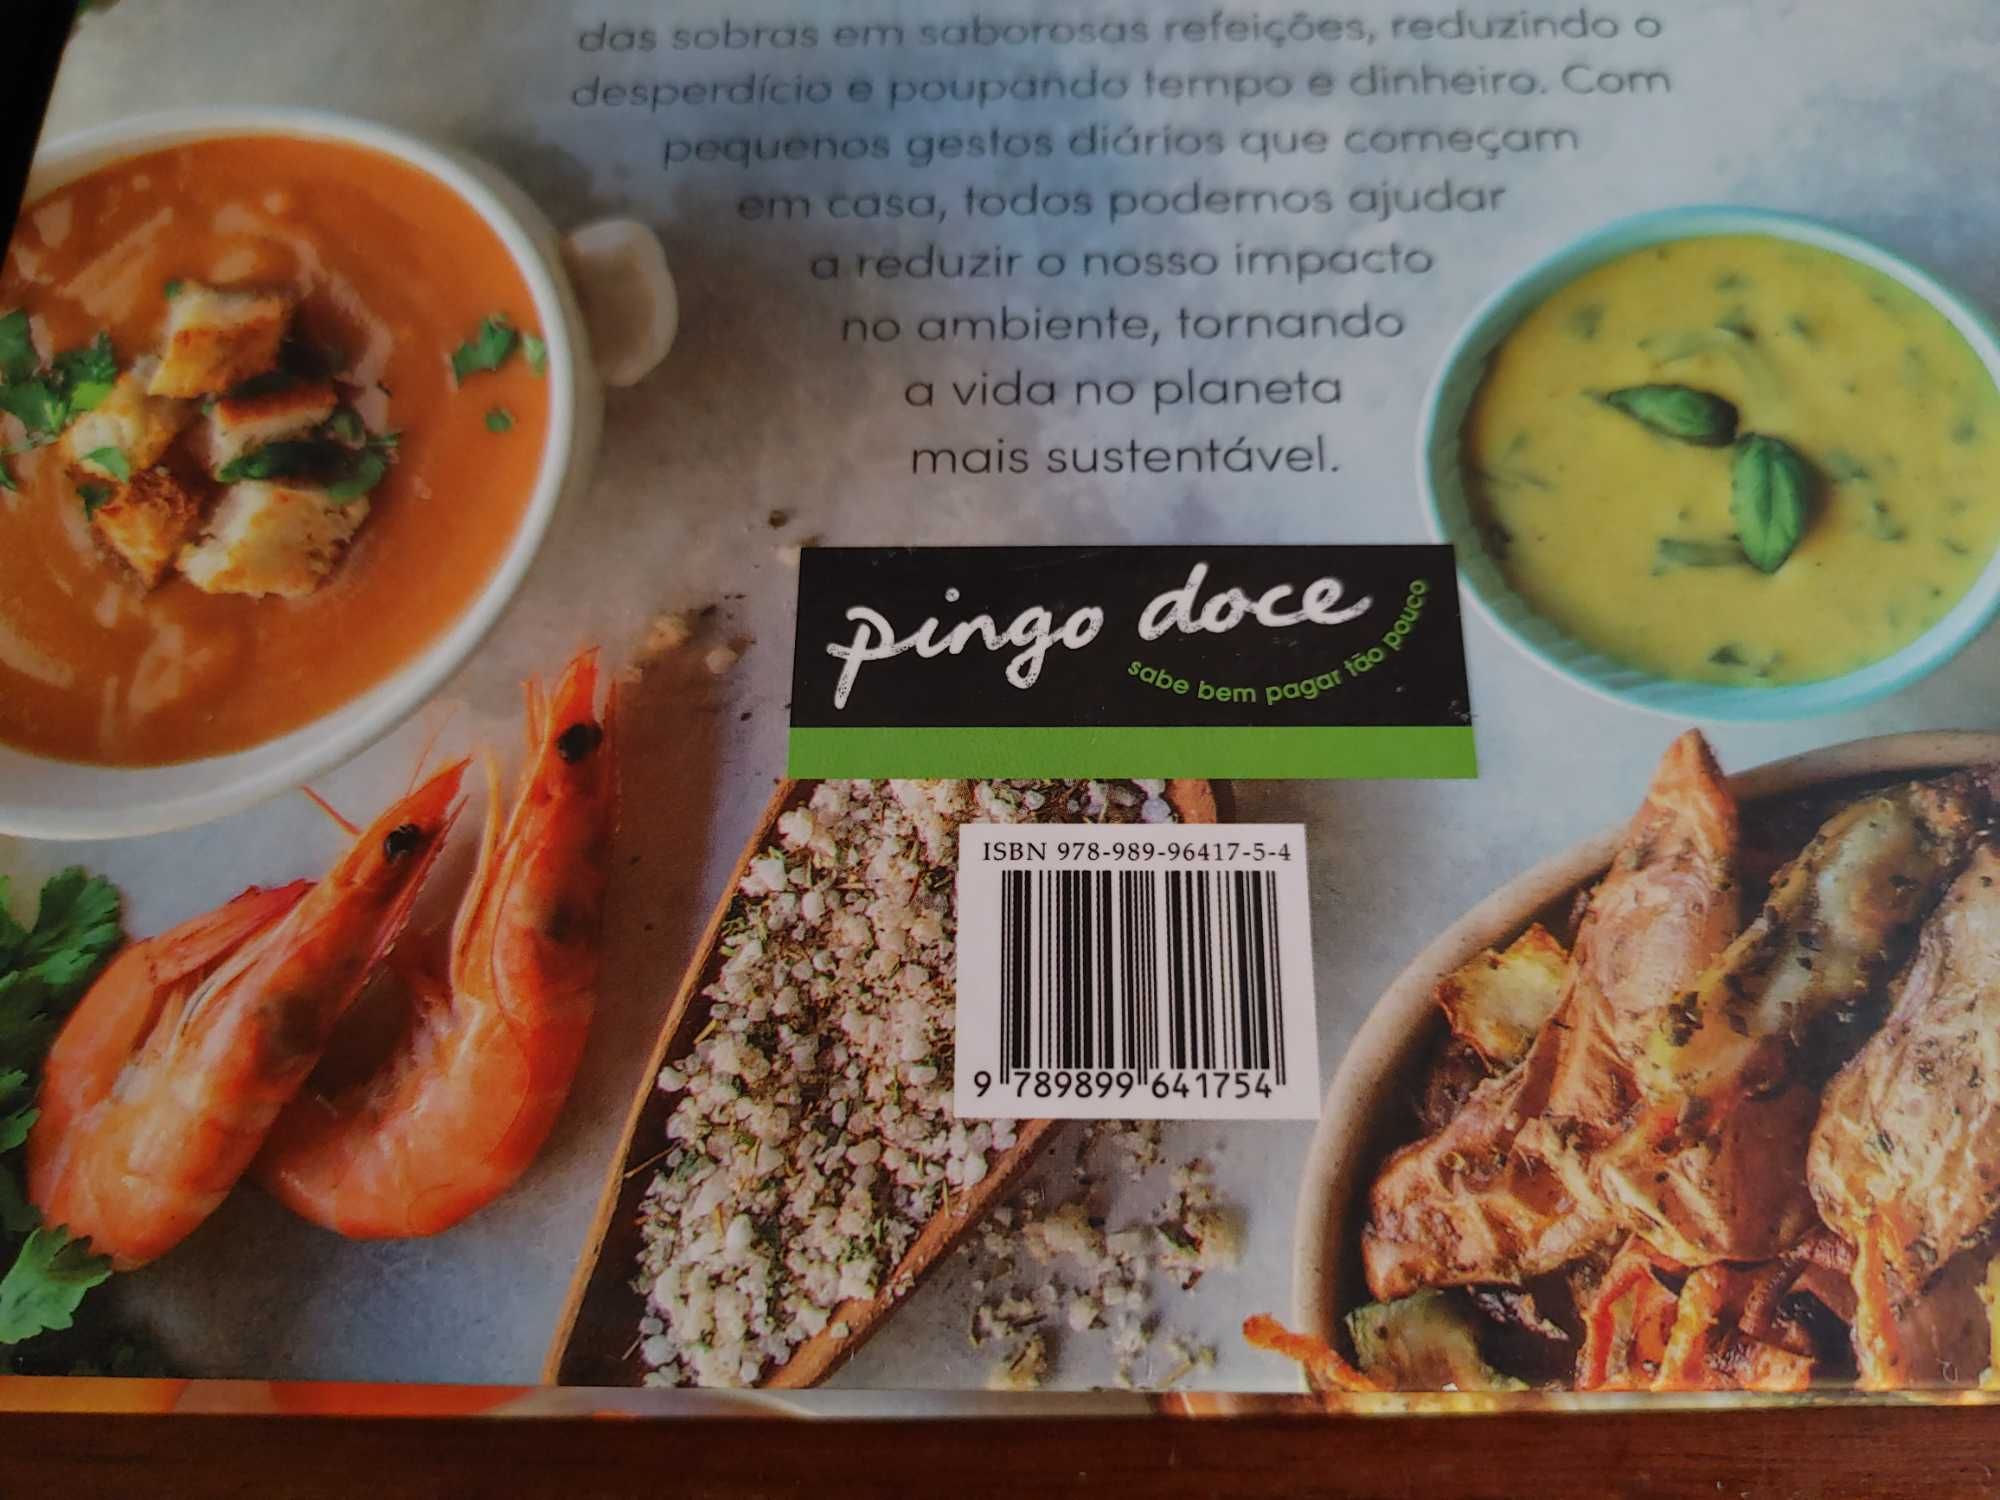 das sobras em saborosas refeições, reduzindo o
desperdício e poupando tempo e dinheiro. Com
pequenos gestos diários que começam
em casa, todos podemos ajudar
a reduzir o nosso impacto
no ambiente, tornando
a vida no planeta
mais sustentável.
pingo doce
sabe bem pagar tão pouco
ISBN 978-989-96417-5-4
9 789899 641754